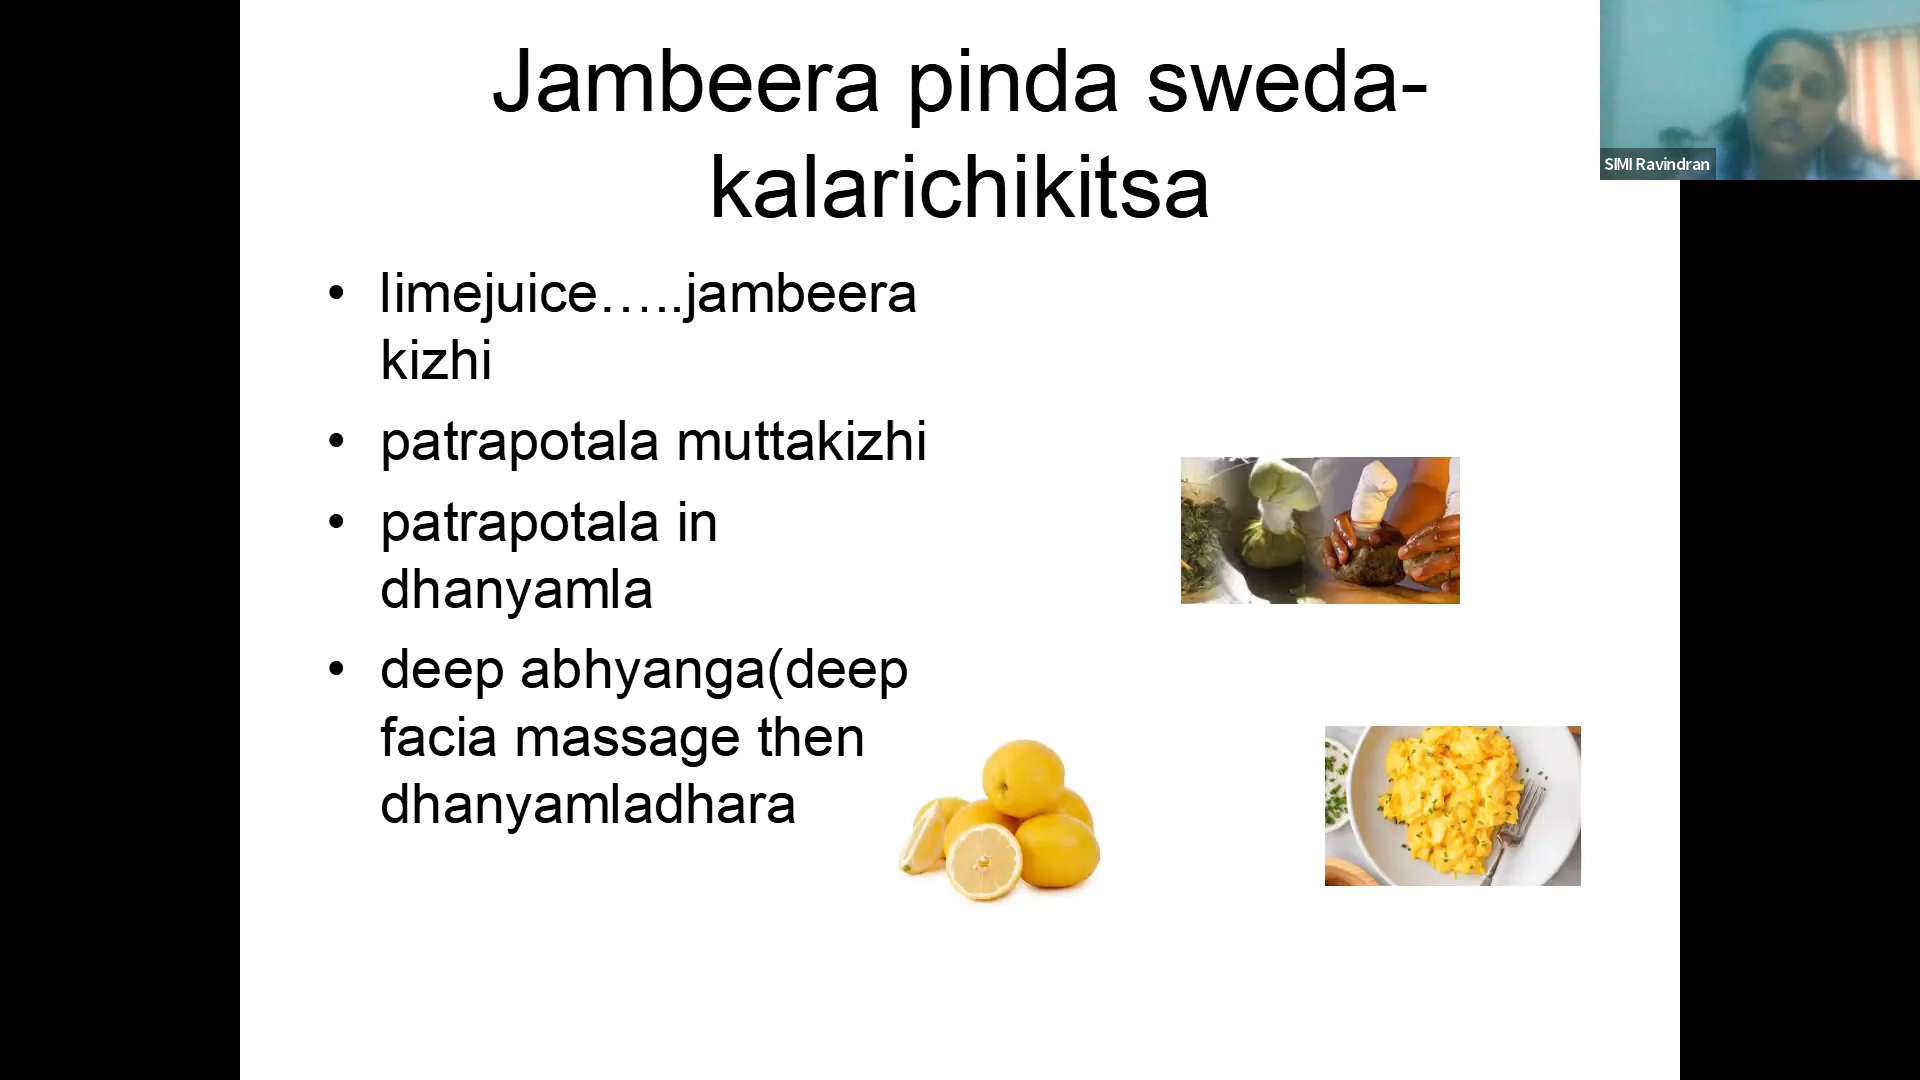 Jambeera pinda sweda-
kalarichikitsa
SIMI Ravindran
• limejuice…..jambeera
kizhi
• patrapotala muttakizhi
• patrapotala in
dhanyamla
• deep abhyanga(deep
facia massage then
dhanyamladhara